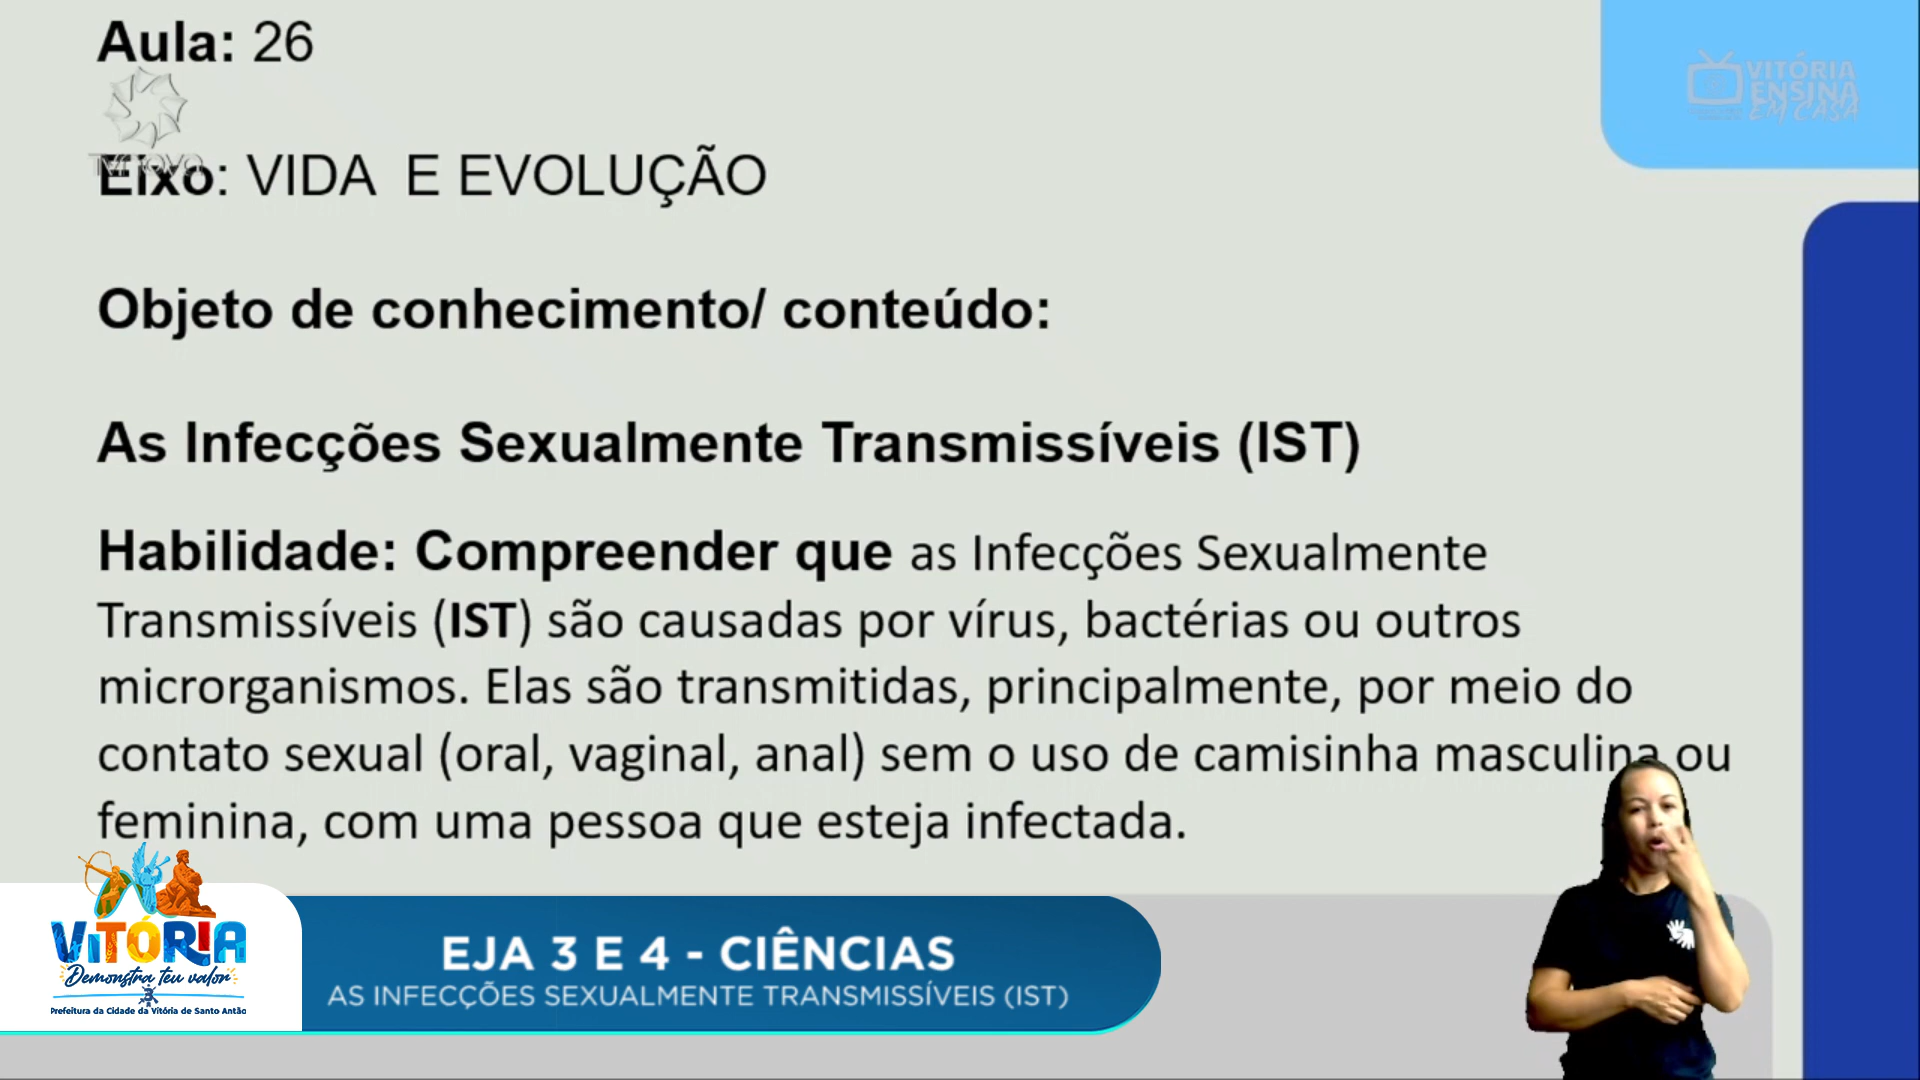 Aula: 26
VITÓRIA
ENSINA
EM CASA
TV NOVA
Eixo: VIDA E EVOLUÇÃO
Objeto de conhecimento/ conteúdo:
As Infecções Sexualmente Transmissíveis (IST)
Habilidade: Compreender que as Infecções Sexualmente
Transmissíveis (IST) são causadas por vírus, bactérias ou outros
microrganismos. Elas são transmitidas, principalmente, por meio do
contato sexual (oral, vaginal, anal) sem o uso de camisinha masculina ou
feminina, com uma pessoa que esteja infectada.
VITÓRIA
Demonstra teu valor
Prefeitura da Cidade da Vitória de Santo Antão
EJA 3 E 4 - CIÊNCIAS
AS INFECÇÕES SEXUALMENTE TRANSMISSÍVEIS (IST)